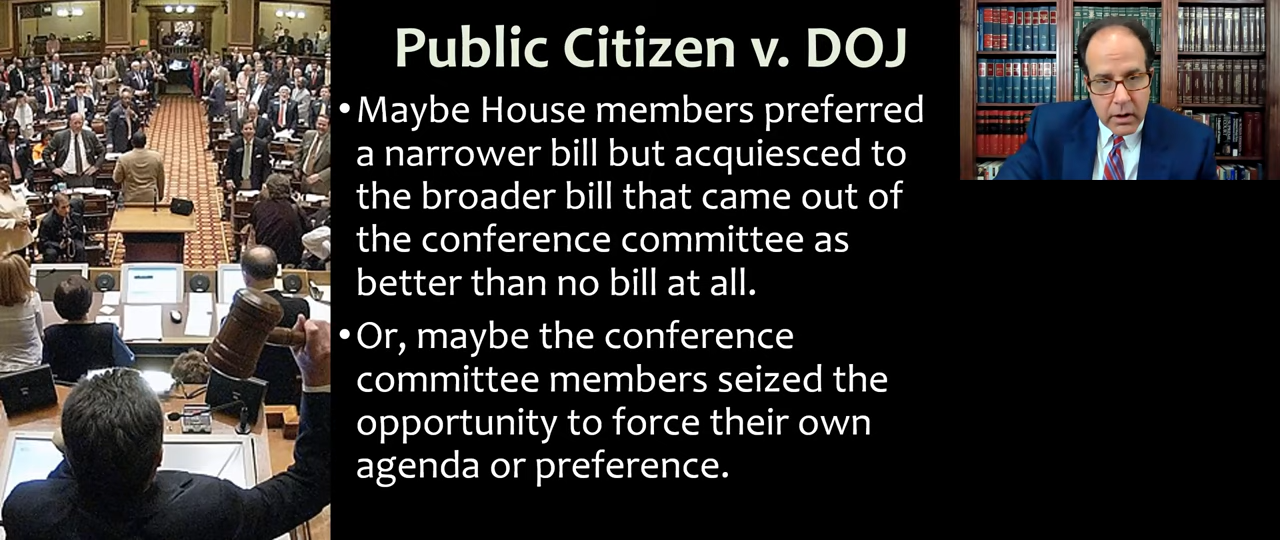 Public Citizen v. DOJ
• Maybe House members preferred
a narrower bill but acquiesced to
the broader bill that came out of
the conference committee as
better than no bill at all.
• Or, maybe the conference
committee members seized the
opportunity to force their own
agenda or preference.